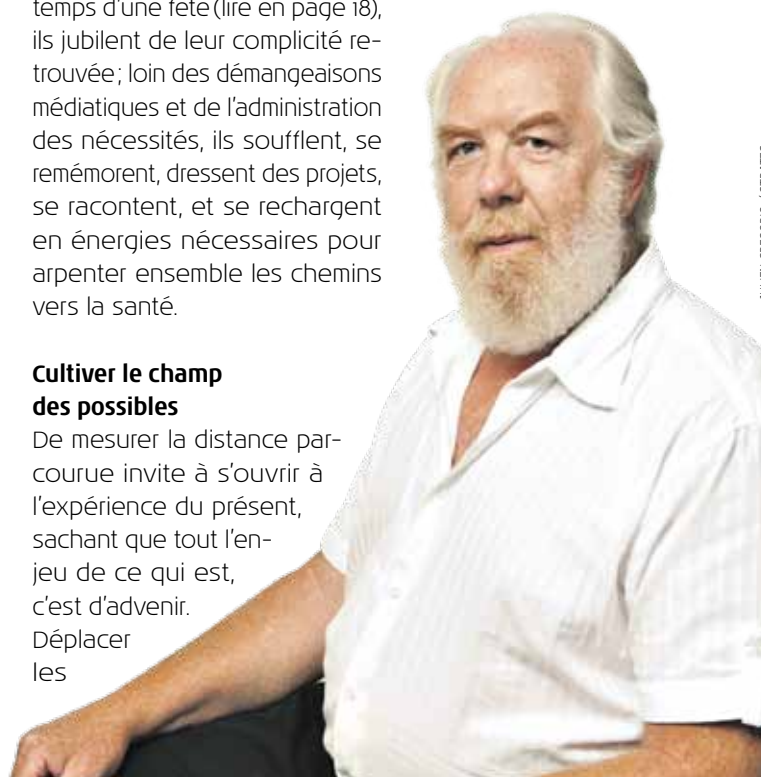 temps d'une fête (lire en page 18),
ils jubilent de leur complicité re-
trouvée; loin des démangeaisons
médiatiques et de l'administration
des nécessités, ils soufflent, se
remémorent, dressent des projets,
se racontent, et se rechargent
en énergies nécessaires pour
arpenter ensemble les chemins
vers la santé.
Cultiver le champ
des possibles
De mesurer la distance par-
courue invite à s'ouvrir à
l'expérience du présent,
sachant que tout l'en-
jeu de ce qui est,
c'est d'advenir.
Déplacer
les